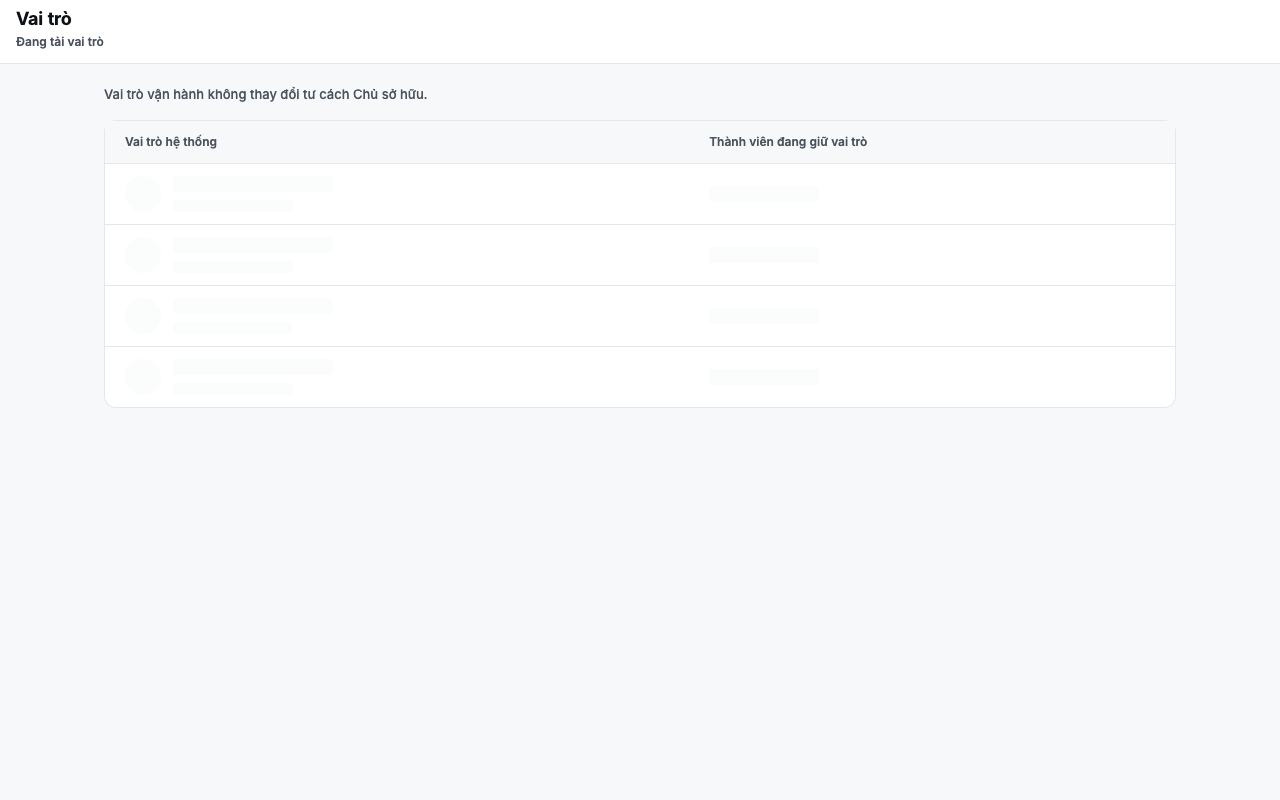 Vai trò
Đang tải vai trò
Vai trò vận hành không thay đổi tư cách Chủ sở hữu.
Vai trò hệ thống
Thành viên đang giữ vai trò